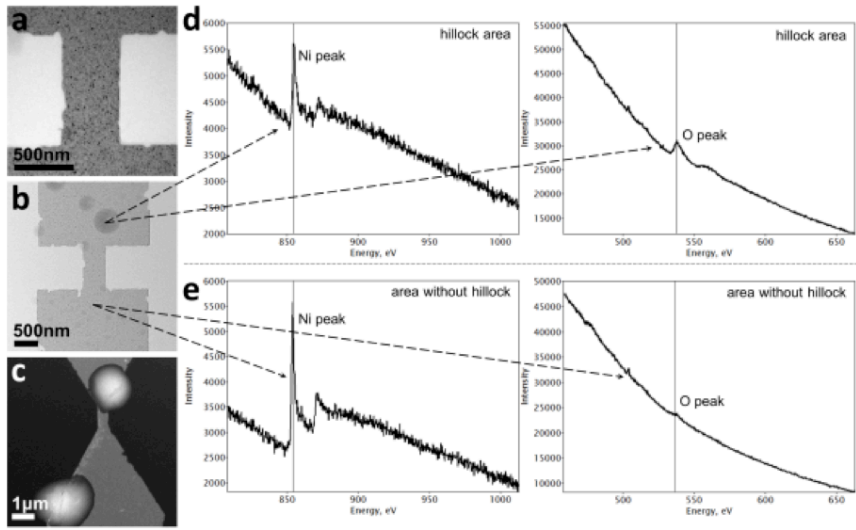 a
500nm
b
500nm
c
1µm
d
hillock area
Ni peak
Intensity
6000
5500
5000
4500
4000
3500
3000
2500
2000
850
900
950
1000
Energy, eV
hillock area
O peak
Intensity
55000
50000
45000
40000
35000
30000
25000
20000
15000
500
550
600
650
Energy, eV
e
area without hillock
Ni peak
Intensity
6000
5500
5000
4500
4000
3500
3000
2500
2000
850
900
950
1000
Energy, eV
area without hillock
O peak
Intensity
50000
45000
40000
35000
30000
25000
20000
15000
10000
500
550
600
650
Energy, eV